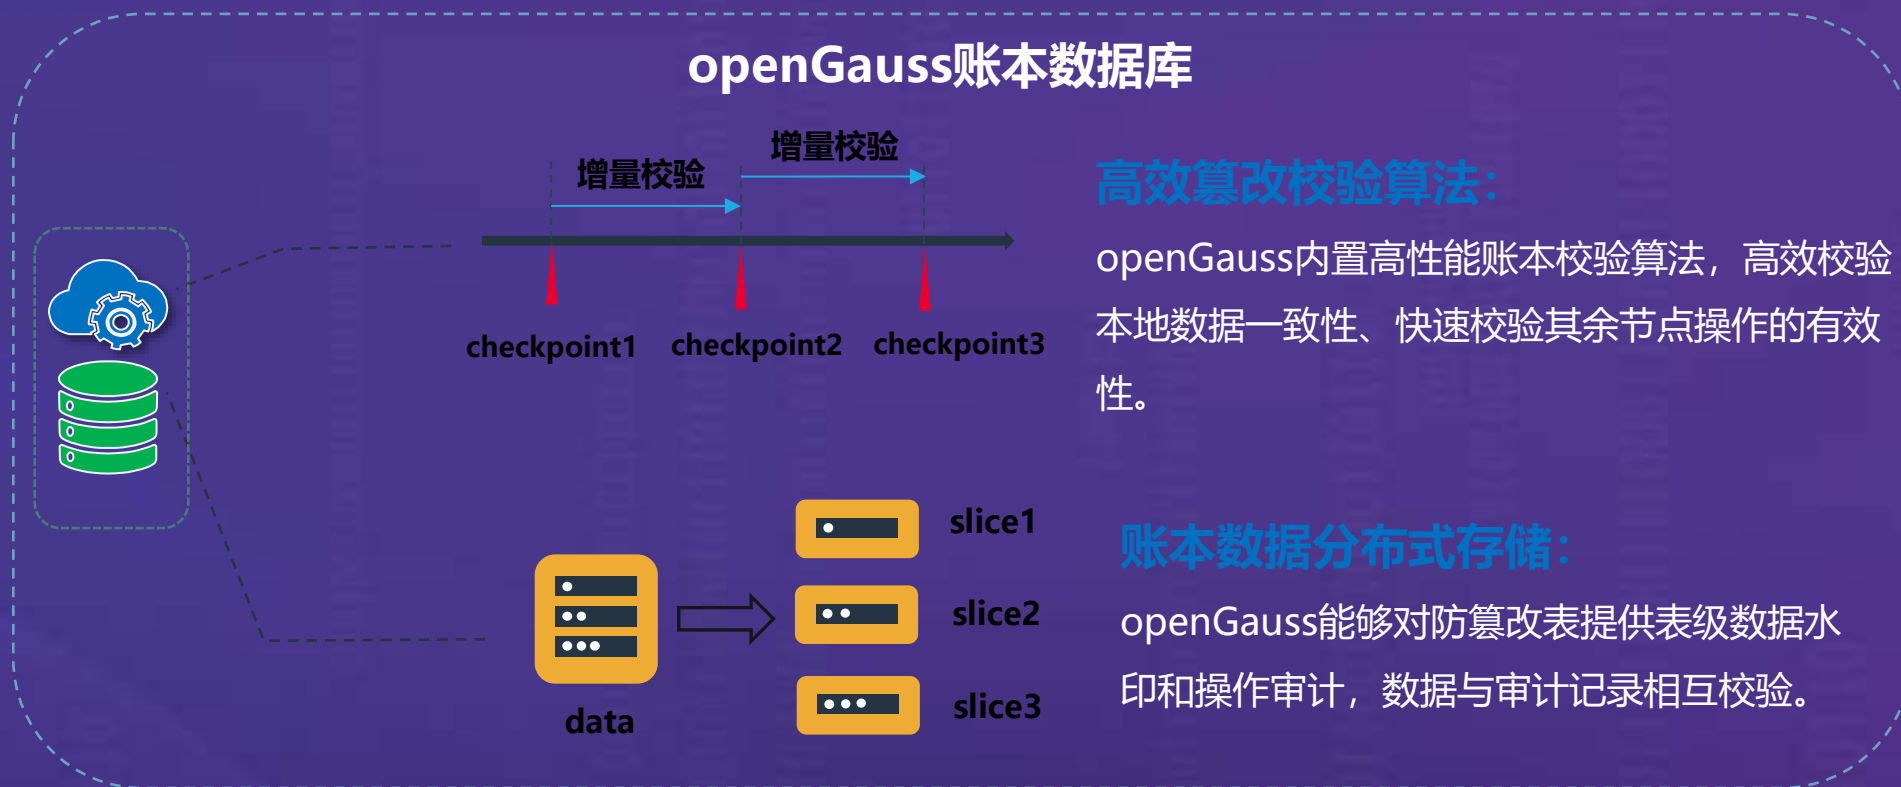 openGauss账本数据库
增量校验
增量校验
checkpoint1
checkpoint2
checkpoint3
高效篡改校验算法：
openGauss内置高性能账本校验算法，高效校验
本地数据一致性、快速校验其余节点操作的有效
性。
data
slice1
slice2
slice3
账本数据分布式存储：
openGauss能够对防篡改表提供表级数据水
印和操作审计，数据与审计记录相互校验。